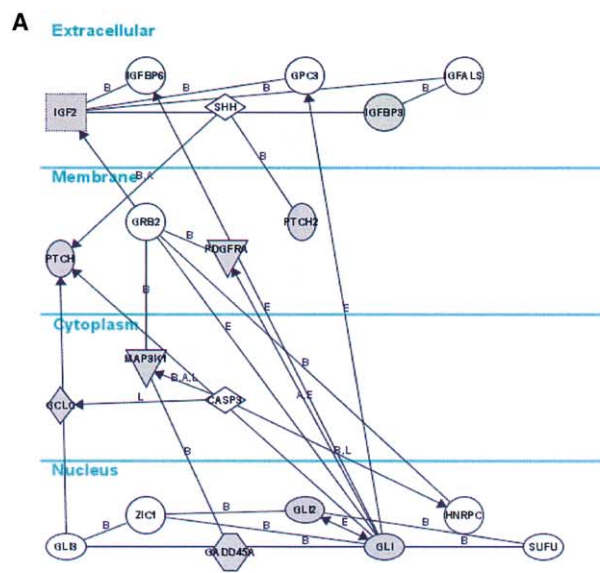 A
Extracellular
IGFBP6
GPC3
IGFALS
B
B
B
B
IGF2
SHH
IGFBP3
B
Membrane
B,A
PTCH2
GRB2
B
PDGFRA
PTCH
B
E
E
E
Cytoplasm
B
MAP3K1
B,A,L
GCLC
L
CASP3
A,E
B
B,L
Nucleus
ZIC1
B
GLI2
HNRPC
B
B
E
B
GLI3
GADD45A
B
GLI
B
SUFU